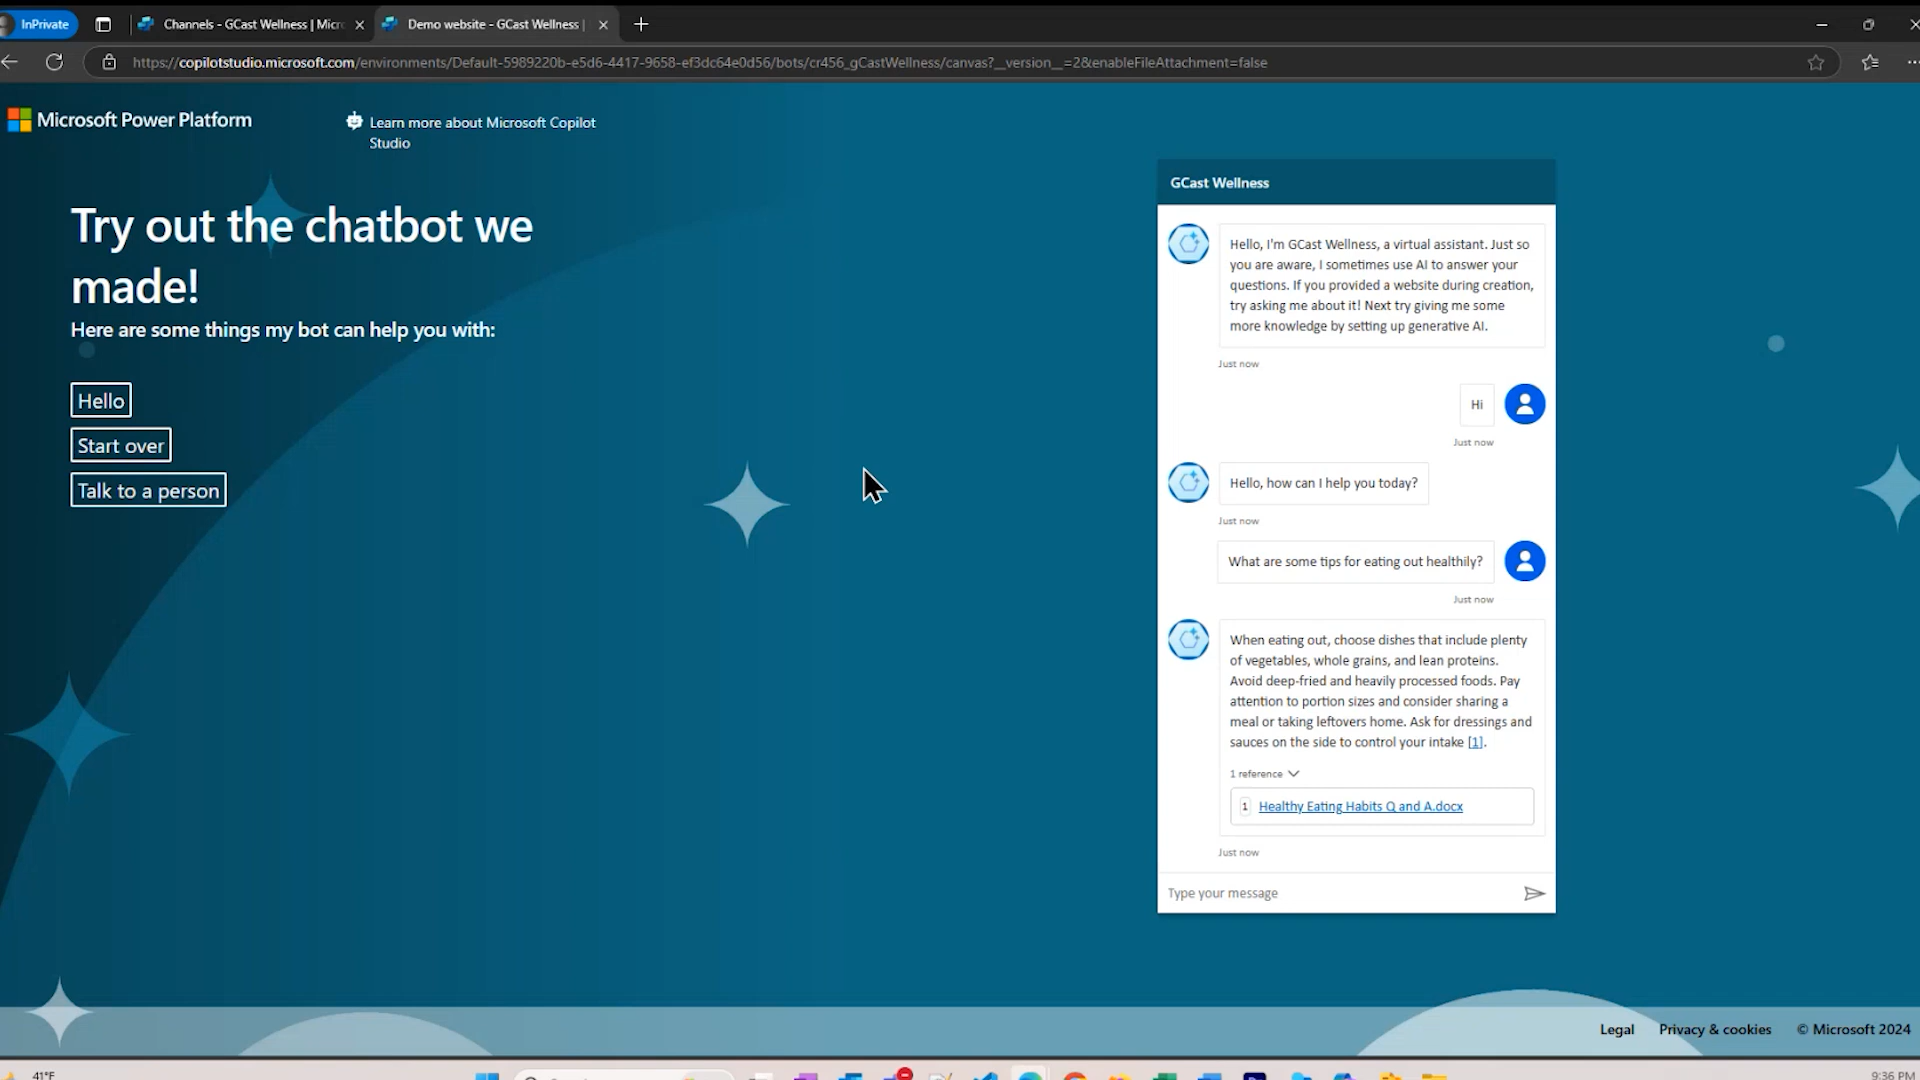 InPrivate
Channels - GCast Wellness | Micr
Demo website - GCast Wellness |
https://copilotstudio.microsoft.com/environments/Default-5989220b-e5d6-4417-9658-ef3dc64e0d56/bots/cr456_gCastWellness/canvas?__version__=2&enableFileAttachment=false
Microsoft Power Platform
Learn more about Microsoft Copilot
Studio
Try out the chatbot we
made!
Here are some things my bot can help you with:
Hello
Start over
Talk to a person
GCast Wellness
Hello, I'm GCast Wellness, a virtual assistant. Just so
you are aware, I sometimes use AI to answer your
questions. If you provided a website during creation,
try asking me about it! Next try giving me some
more knowledge by setting up generative AI.
Just now
Hi
Just now
Hello, how can I help you today?
Just now
What are some tips for eating out healthily?
Just now
When eating out, choose dishes that include plenty
of vegetables, whole grains, and lean proteins.
Avoid deep-fried and heavily processed foods. Pay
attention to portion sizes and consider sharing a
meal or taking leftovers home. Ask for dressings and
sauces on the side to control your intake [1].
1 reference
1 Healthy Eating Habits Q and A.docx
Just now
Type your message
Legal Privacy & cookies © Microsoft 2024
41°F
9:36 PM